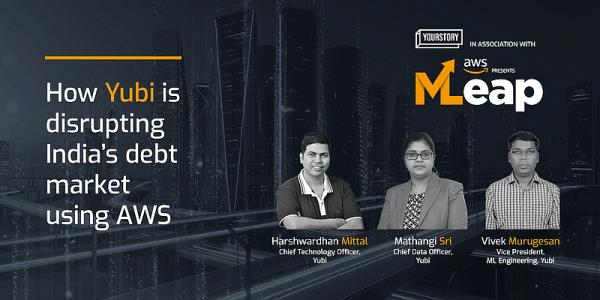 YOURSTORY
IN ASSOCIATION WITH
aws
PRESENTS
MLeap
How Yubi is
disrupting
India's debt
market
using AWS
Harshwardhan Mittal
Chief Technology Officer,
Yubi
Mathangi Sri
Chief Data Officer,
Yubi
Vivek Murugesan
Vice President,
ML Engineering, Yubi